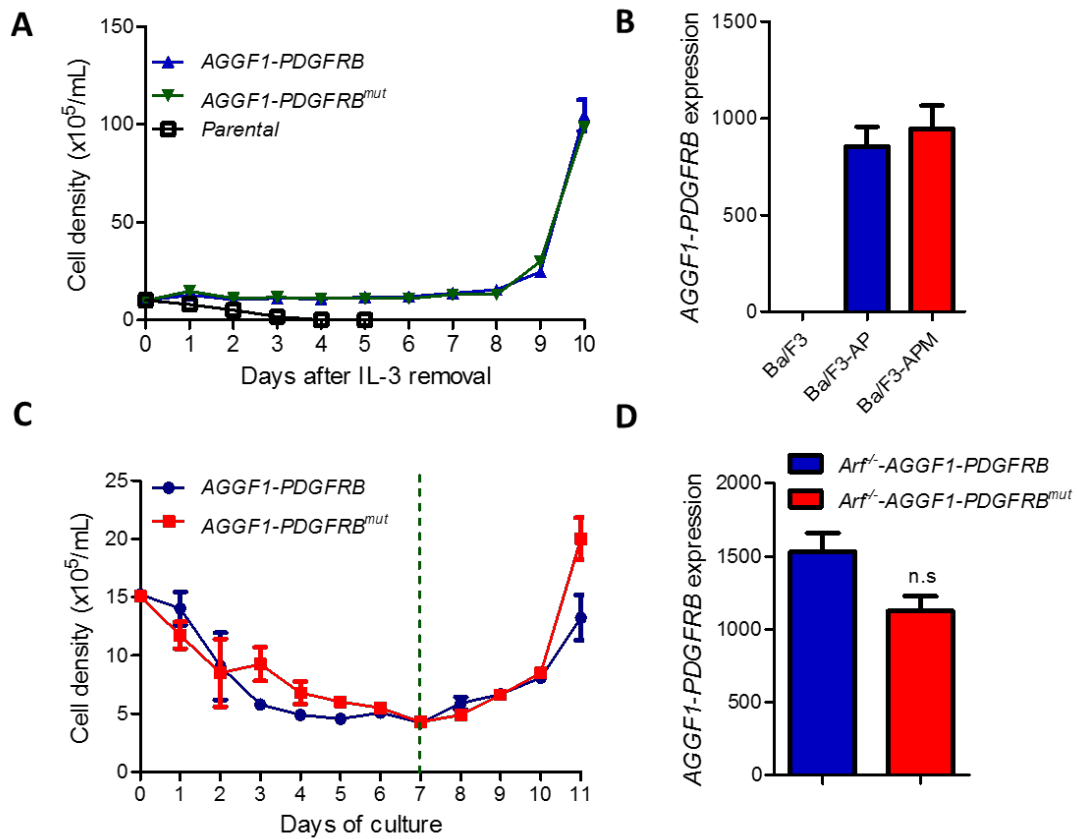 A
Cell density (x10⁵/mL)
150
100
50
0
AGGF1-PDGFRB
AGGF1-PDGFRBᵐᵘᵗ
Parental
0 1 2 3 4 5 6 7 8 9 10
Days after IL-3 removal
B
AGGF1-PDGFRB expression
1500
1000
500
0
Ba/F3
Ba/F3-AP
Ba/F3-APM
C
Cell density (x10⁵/mL)
25
20
15
10
5
0
AGGF1-PDGFRB
AGGF1-PDGFRBᵐᵘᵗ
0 1 2 3 4 5 6 7 8 9 10 11
Days of culture
D
Arf⁻/⁻-AGGF1-PDGFRB
Arf⁻/⁻-AGGF1-PDGFRBᵐᵘᵗ
AGGF1-PDGFRB expression
2000
1500
1000
500
0
n.s